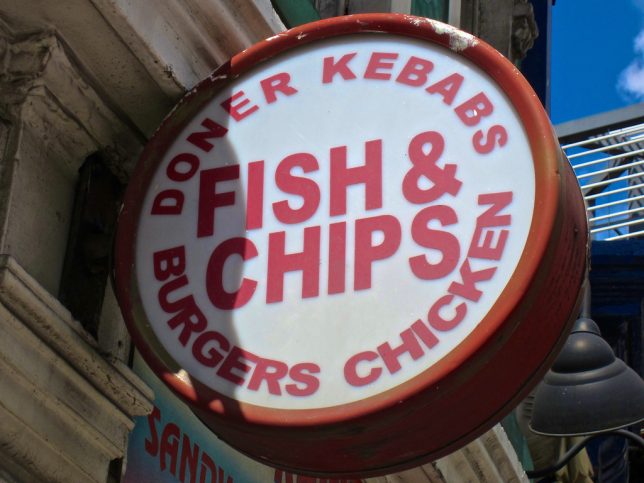 DONER KEBABS
FISH &
CHIPS
BURGERS CHICKEN